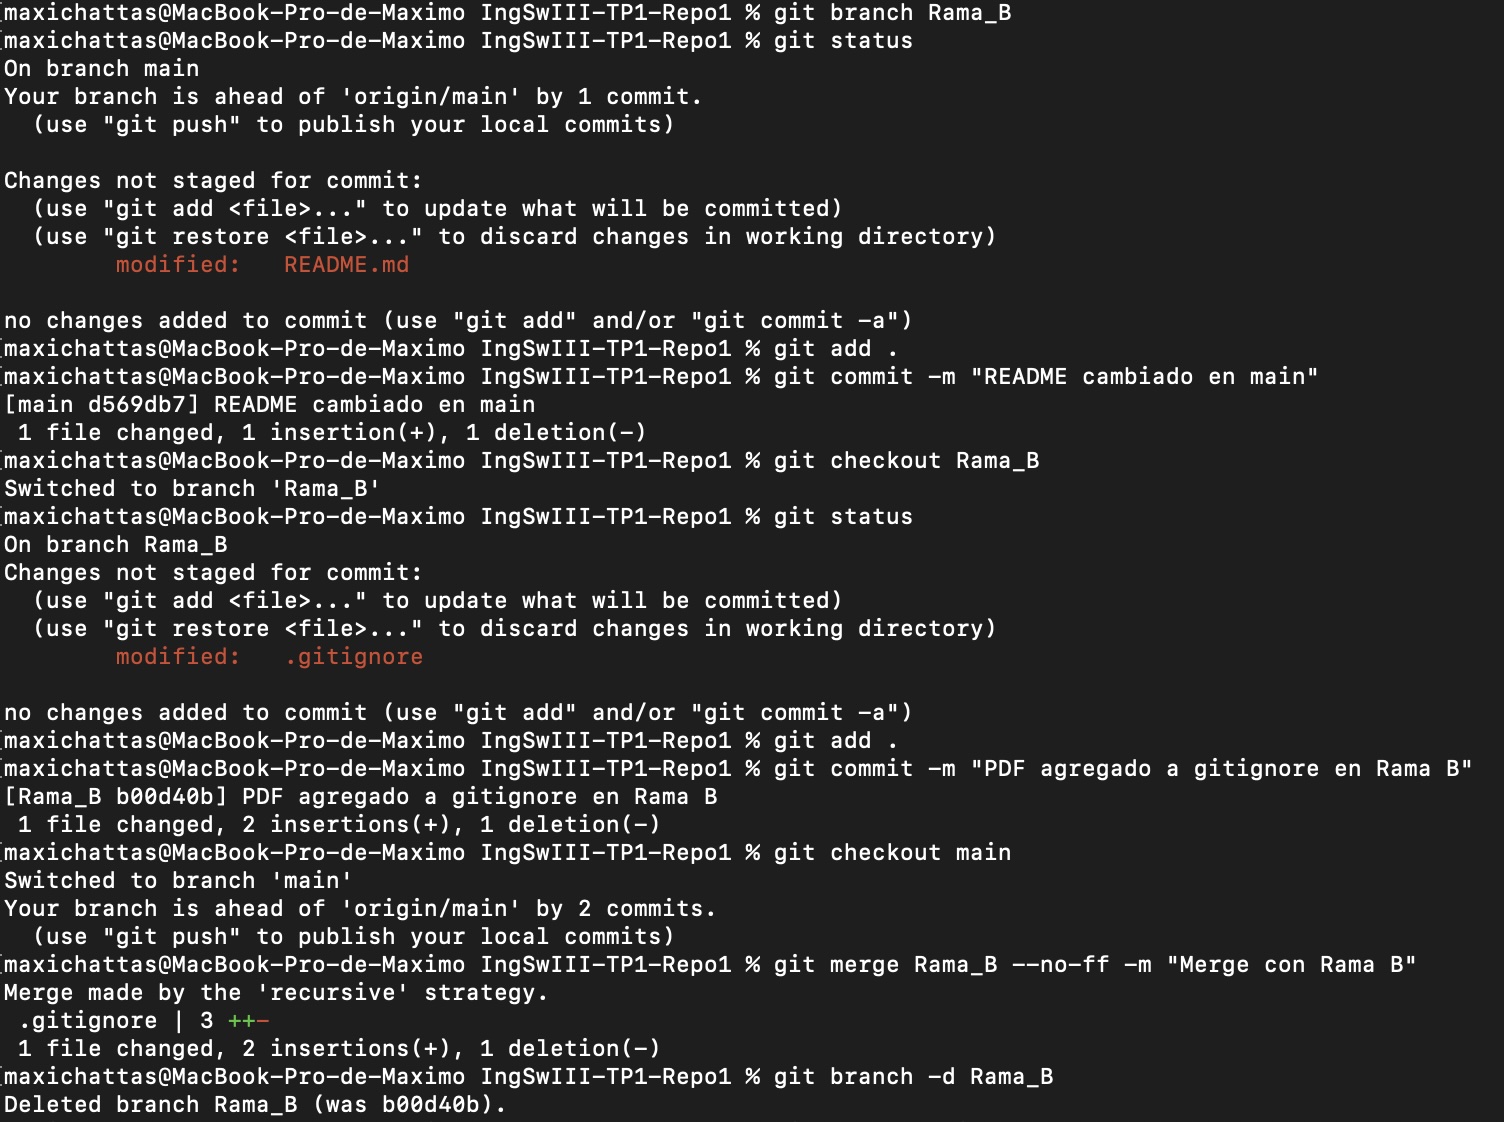 [maxichattas@MacBook-Pro-de-Maximo IngSwIII-TP1-Repo1 % git branch Rama_B
[maxichattas@MacBook-Pro-de-Maximo IngSwIII-TP1-Repo1 % git status
On branch main
Your branch is ahead of 'origin/main' by 1 commit.
  (use "git push" to publish your local commits)

Changes not staged for commit:
  (use "git add <file>..." to update what will be committed)
  (use "git restore <file>..." to discard changes in working directory)
        modified:   README.md

no changes added to commit (use "git add" and/or "git commit -a")
[maxichattas@MacBook-Pro-de-Maximo IngSwIII-TP1-Repo1 % git add .
[maxichattas@MacBook-Pro-de-Maximo IngSwIII-TP1-Repo1 % git commit -m "README cambiado en main"
[main d569db7] README cambiado en main
 1 file changed, 1 insertion(+), 1 deletion(-)
[maxichattas@MacBook-Pro-de-Maximo IngSwIII-TP1-Repo1 % git checkout Rama_B
Switched to branch 'Rama_B'
[maxichattas@MacBook-Pro-de-Maximo IngSwIII-TP1-Repo1 % git status
On branch Rama_B
Changes not staged for commit:
  (use "git add <file>..." to update what will be committed)
  (use "git restore <file>..." to discard changes in working directory)
        modified:   .gitignore

no changes added to commit (use "git add" and/or "git commit -a")
[maxichattas@MacBook-Pro-de-Maximo IngSwIII-TP1-Repo1 % git add .
[maxichattas@MacBook-Pro-de-Maximo IngSwIII-TP1-Repo1 % git commit -m "PDF agregado a gitignore en Rama B"
[Rama_B b00d40b] PDF agregado a gitignore en Rama B
 1 file changed, 2 insertions(+), 1 deletion(-)
[maxichattas@MacBook-Pro-de-Maximo IngSwIII-TP1-Repo1 % git checkout main
Switched to branch 'main'
Your branch is ahead of 'origin/main' by 2 commits.
  (use "git push" to publish your local commits)
[maxichattas@MacBook-Pro-de-Maximo IngSwIII-TP1-Repo1 % git merge Rama_B --no-ff -m "Merge con Rama B"
Merge made by the 'recursive' strategy.
 .gitignore | 3 ++-
 1 file changed, 2 insertions(+), 1 deletion(-)
[maxichattas@MacBook-Pro-de-Maximo IngSwIII-TP1-Repo1 % git branch -d Rama_B
Deleted branch Rama_B (was b00d40b).